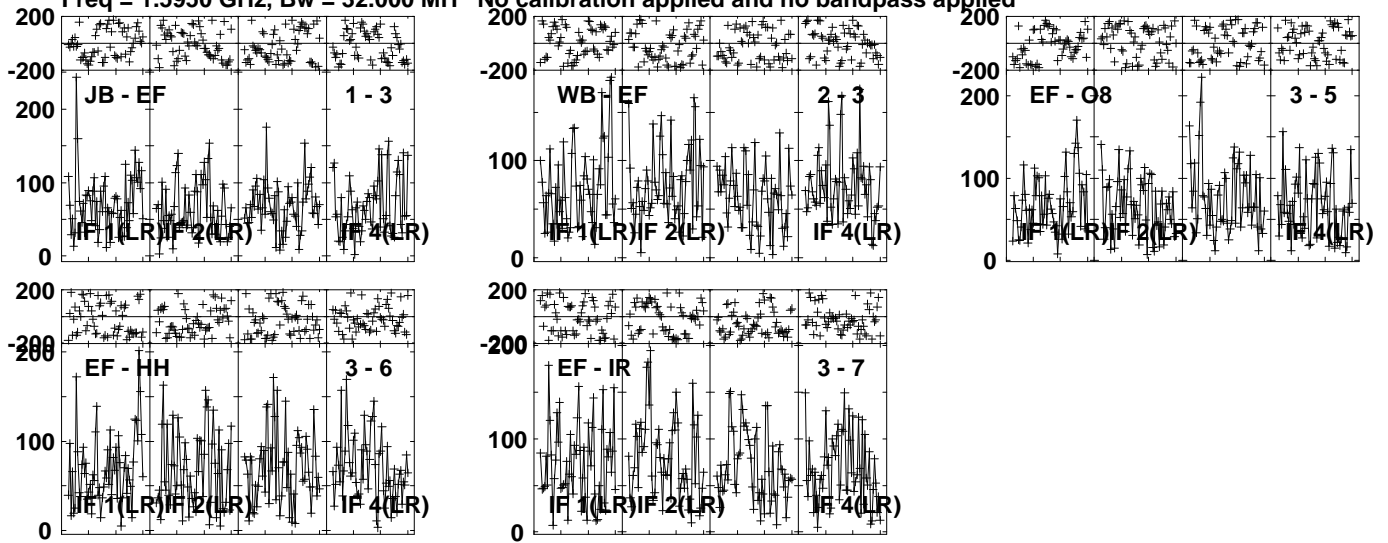 Freq = 1.5950 GHz, Bw = 32.000 MH No calibration applied and no bandpass applied
200
-200
200
100
0
JB - EF
1 - 3
IF 1(LR)
IF 2(LR)
IF 4(LR)
200
-200
100
0
WB - EF
2 - 3
IF 1(LR)
IF 2(LR)
IF 4(LR)
200
-200
200
100
0
EF - O8
3 - 5
IF 1(LR)
IF 2(LR)
IF 4(LR)
200
-200
200
100
0
EF - HH
3 - 6
IF 1(LR)
IF 2(LR)
IF 4(LR)
200
-200
200
100
0
EF - IR
3 - 7
IF 1(LR)
IF 2(LR)
IF 4(LR)